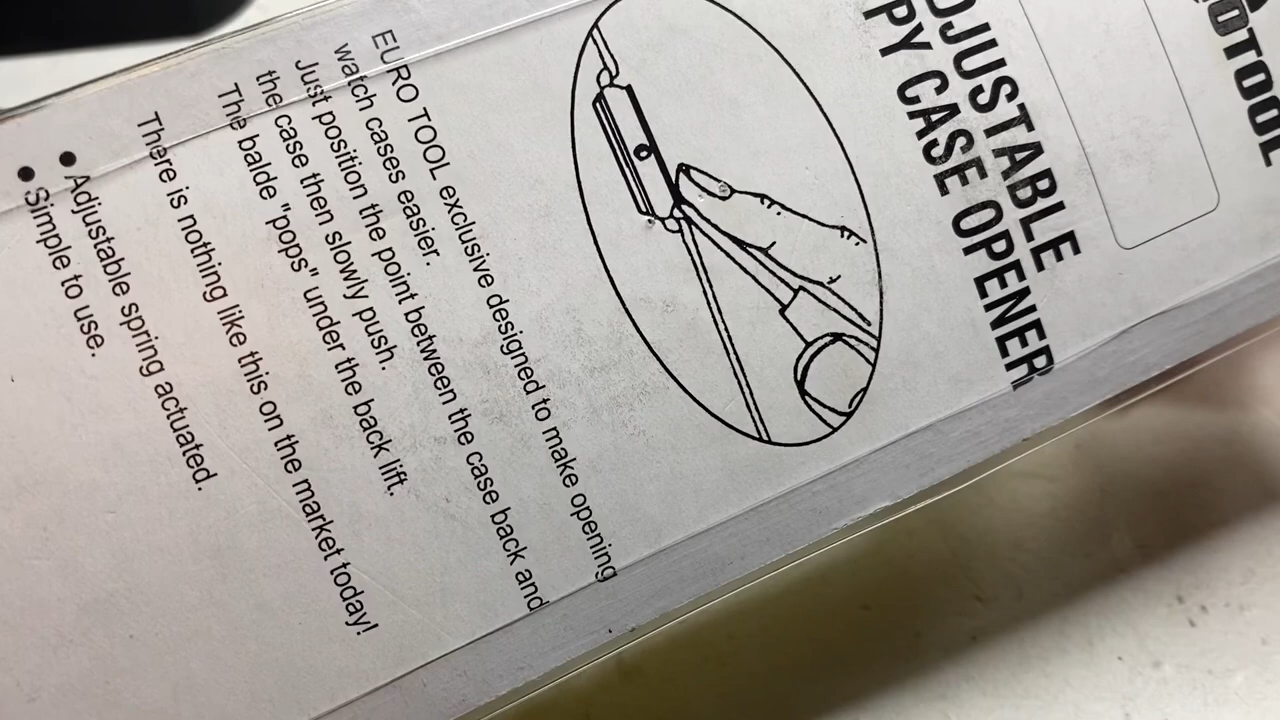 OTOOL
DJUSTABLE
PY CASE OPENER
EURO TOOL exclusive designed to make opening
watch cases easier.
Just position the point between the case back and
the case then slowly push.
The balde "pops" under the back lift.
There is nothing like this on the market today!
● Adjustable spring actuated.
● Simple to use.